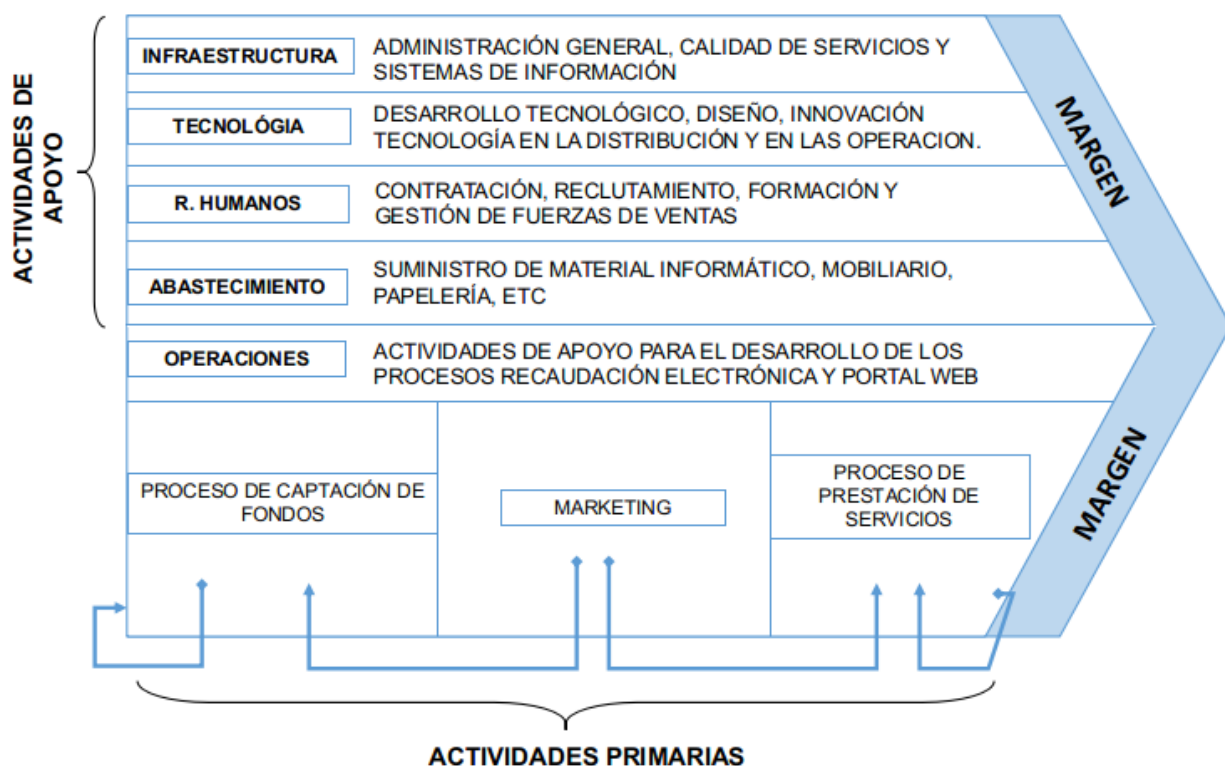 ACTIVIDADES DE
APOYO
INFRAESTRUCTURA
ADMINISTRACIÓN GENERAL, CALIDAD DE SERVICIOS Y
SISTEMAS DE INFORMACIÓN
TECNOLÓGIA
DESARROLLO TECNOLÓGICO, DISEÑO, INNOVACIÓN
TECNOLOGÍA EN LA DISTRIBUCIÓN Y EN LAS OPERACION.
R. HUMANOS
CONTRATACIÓN, RECLUTAMIENTO, FORMACIÓN Y
GESTIÓN DE FUERZAS DE VENTAS
ABASTECIMIENTO
SUMINISTRO DE MATERIAL INFORMÁTICO, MOBILIARIO,
PAPELERÍA, ETC
MARGEN
OPERACIONES
ACTIVIDADES DE APOYO PARA EL DESARROLLO DE LOS
PROCESOS RECAUDACIÓN ELECTRÓNICA Y PORTAL WEB
PROCESO DE CAPTACIÓN DE
FONDOS
MARKETING
PROCESO DE
PRESTACIÓN DE
SERVICIOS
MARGEN
ACTIVIDADES PRIMARIAS